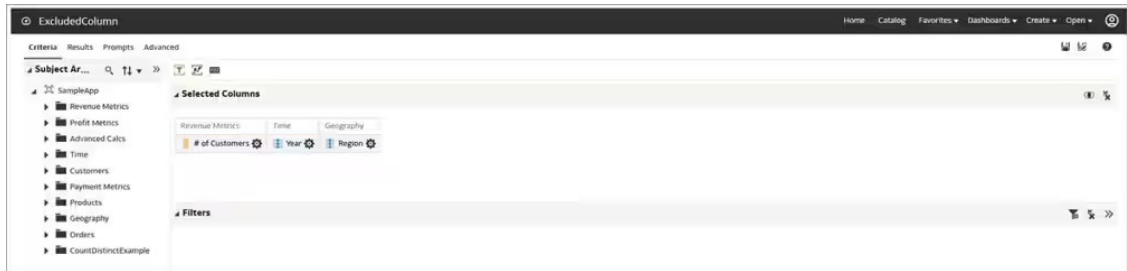 ExcludedColumn
Home Catalog Favorites Dashboards Create Open
Criteria Results Prompts Advanced
Subject Ar...
SampleApp
Revenue Metrics
Profit Metrics
Advanced Calcs
Time
Customers
Payment Metrics
Products
Geography
Orders
CountDistinctExample
Selected Columns
Revenue Metrics Time Geography
# of Customers Year Region
Filters